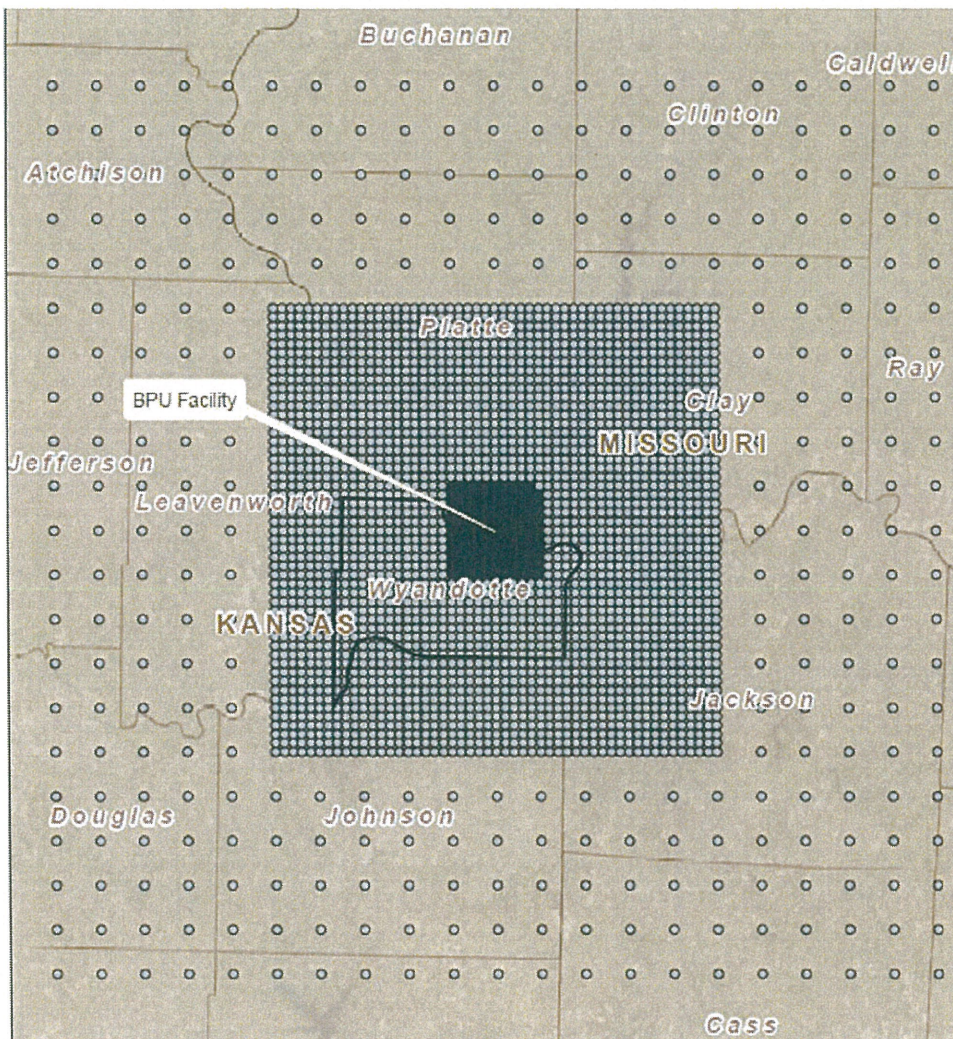 Buchanan
Caldwell
Clinton
Atchison
Platte
BPU Facility
Clay
Ray
MISSOURI
Jefferson
Leavenworth
Wyandotte
KANSAS
Jackson
Douglas
Johnson
Cass